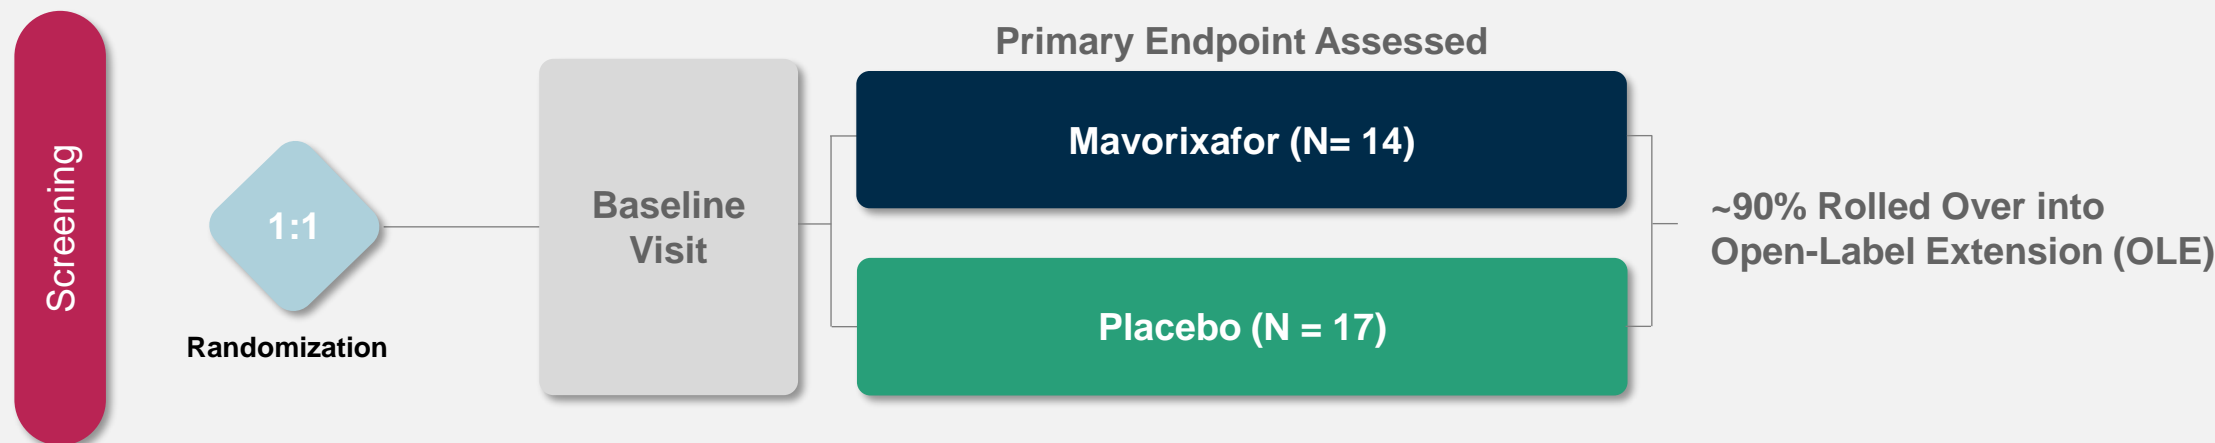 Screening
1:1
Randomization
Baseline
Visit
Primary Endpoint Assessed
Mavorixafor (N= 14)
Placebo (N = 17)
~90% Rolled Over into
Open-Label Extension (OLE)